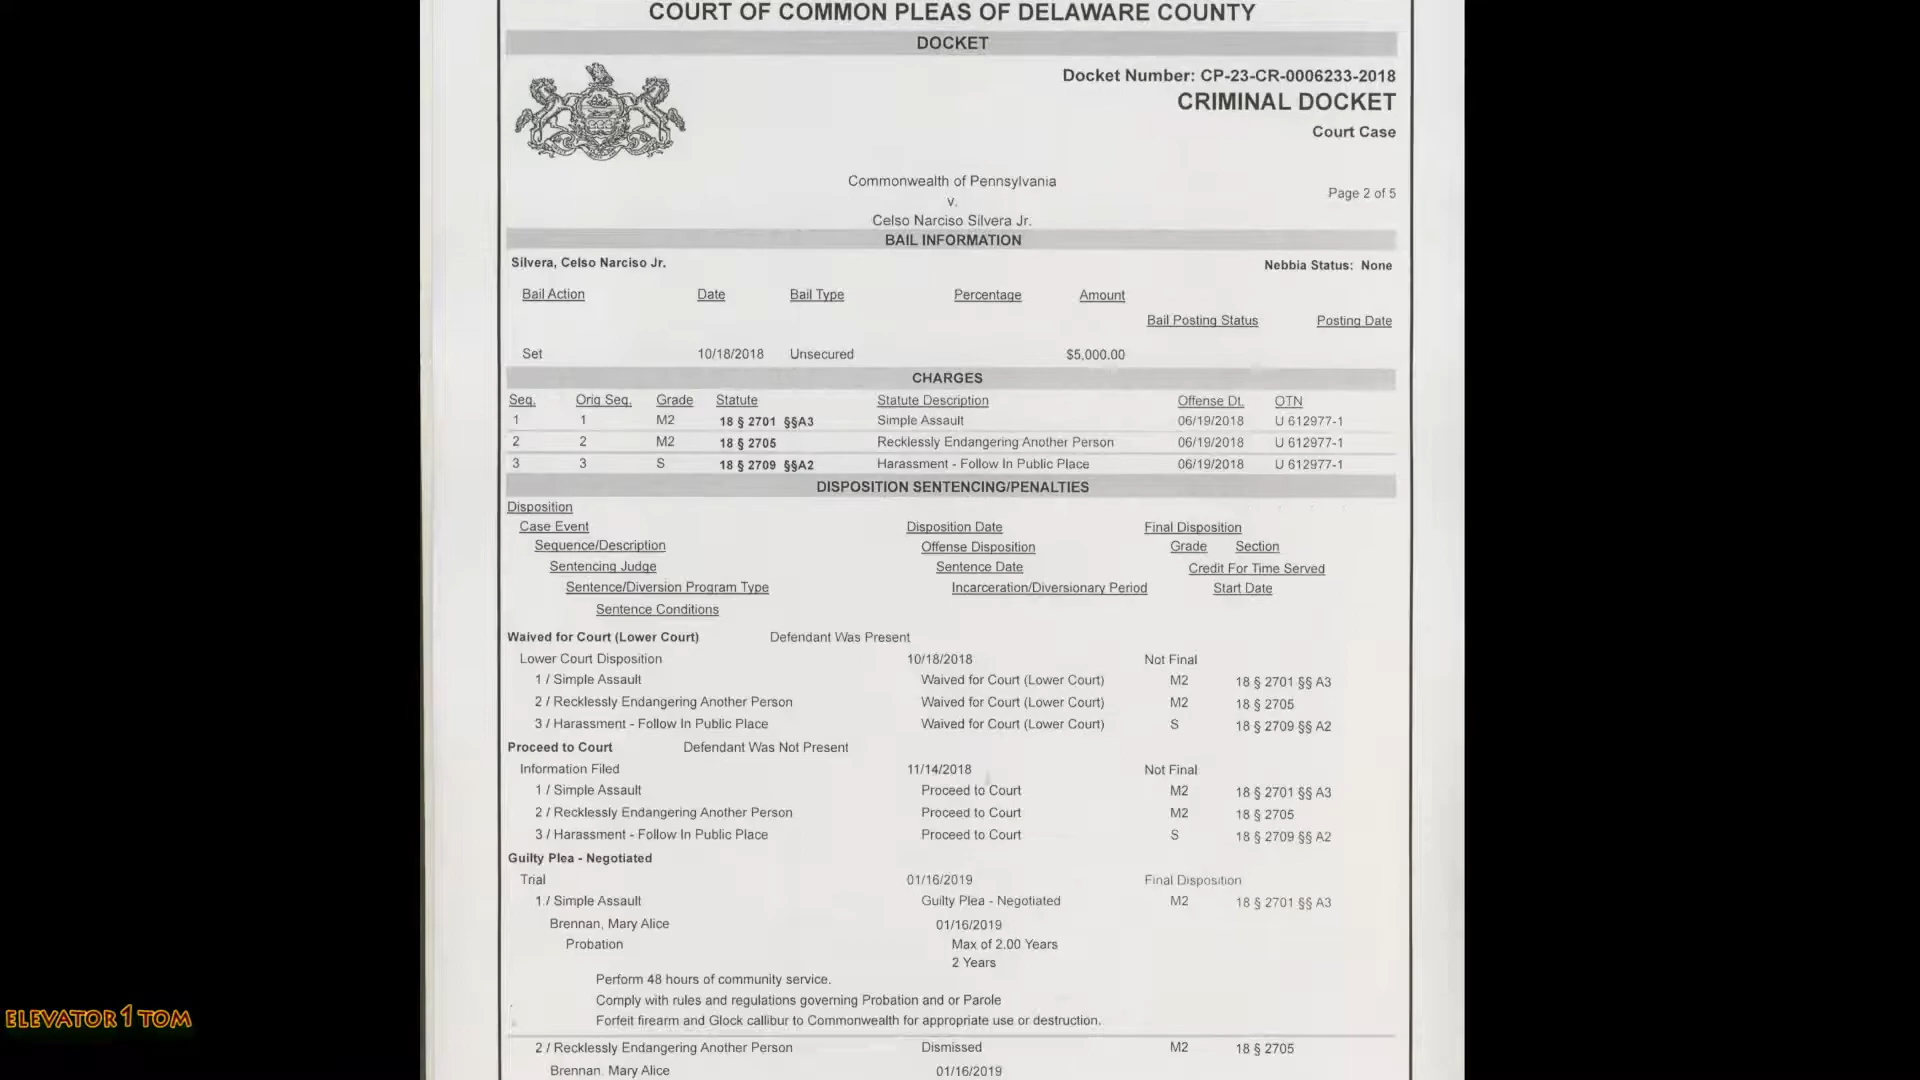 COURT OF COMMON PLEAS OF DELAWARE COUNTY
DOCKET
Docket Number: CP-23-CR-0006233-2018
CRIMINAL DOCKET
Court Case
Commonwealth of Pennsylvania
Page 2 of 5
v.
Celso Narciso Silvera Jr.
BAIL INFORMATION
Silvera, Celso Narciso Jr. Nebbia Status: None
Bail Action Date Bail Type Percentage Amount
Bail Posting Status Posting Date
Set 10/18/2018 Unsecured $5,000.00
CHARGES
Seq. Orig Seq. Grade Statute Statute Description Offense Dt. OTN
1 1 M2 18 § 2701 §§A3 Simple Assault 06/19/2018 U 612977-1
2 2 M2 18 § 2705 Recklessly Endangering Another Person 06/19/2018 U 612977-1
3 3 S 18 § 2709 §§A2 Harassment - Follow In Public Place 06/19/2018 U 612977-1
DISPOSITION SENTENCING/PENALTIES
Disposition
Case Event Disposition Date Final Disposition
Sequence/Description Offense Disposition Grade Section
Sentencing Judge Sentence Date Credit For Time Served
Sentence/Diversion Program Type Incarceration/Diversionary Period Start Date
Sentence Conditions
Waived for Court (Lower Court) Defendant Was Present
Lower Court Disposition 10/18/2018 Not Final
1 / Simple Assault Waived for Court (Lower Court) M2 18 § 2701 §§ A3
2 / Recklessly Endangering Another Person Waived for Court (Lower Court) M2 18 § 2705
3 / Harassment - Follow In Public Place Waived for Court (Lower Court) S 18 § 2709 §§ A2
Proceed to Court Defendant Was Not Present
Information Filed 11/14/2018 Not Final
1 / Simple Assault Proceed to Court M2 18 § 2701 §§ A3
2 / Recklessly Endangering Another Person Proceed to Court M2 18 § 2705
3 / Harassment - Follow In Public Place Proceed to Court S 18 § 2709 §§ A2
Guilty Plea - Negotiated
Trial 01/16/2019 Final Disposition
1 / Simple Assault Guilty Plea - Negotiated M2 18 § 2701 §§ A3
Brennan, Mary Alice 01/16/2019
Probation Max of 2.00 Years
2 Years
Perform 48 hours of community service.
Comply with rules and regulations governing Probation and or Parole
Forfeit firearm and Glock callibur to Commonwealth for appropriate use or destruction.
2 / Recklessly Endangering Another Person Dismissed M2 18 § 2705
Brennan, Mary Alice 01/16/2019
ELEVATOR 1 TOM